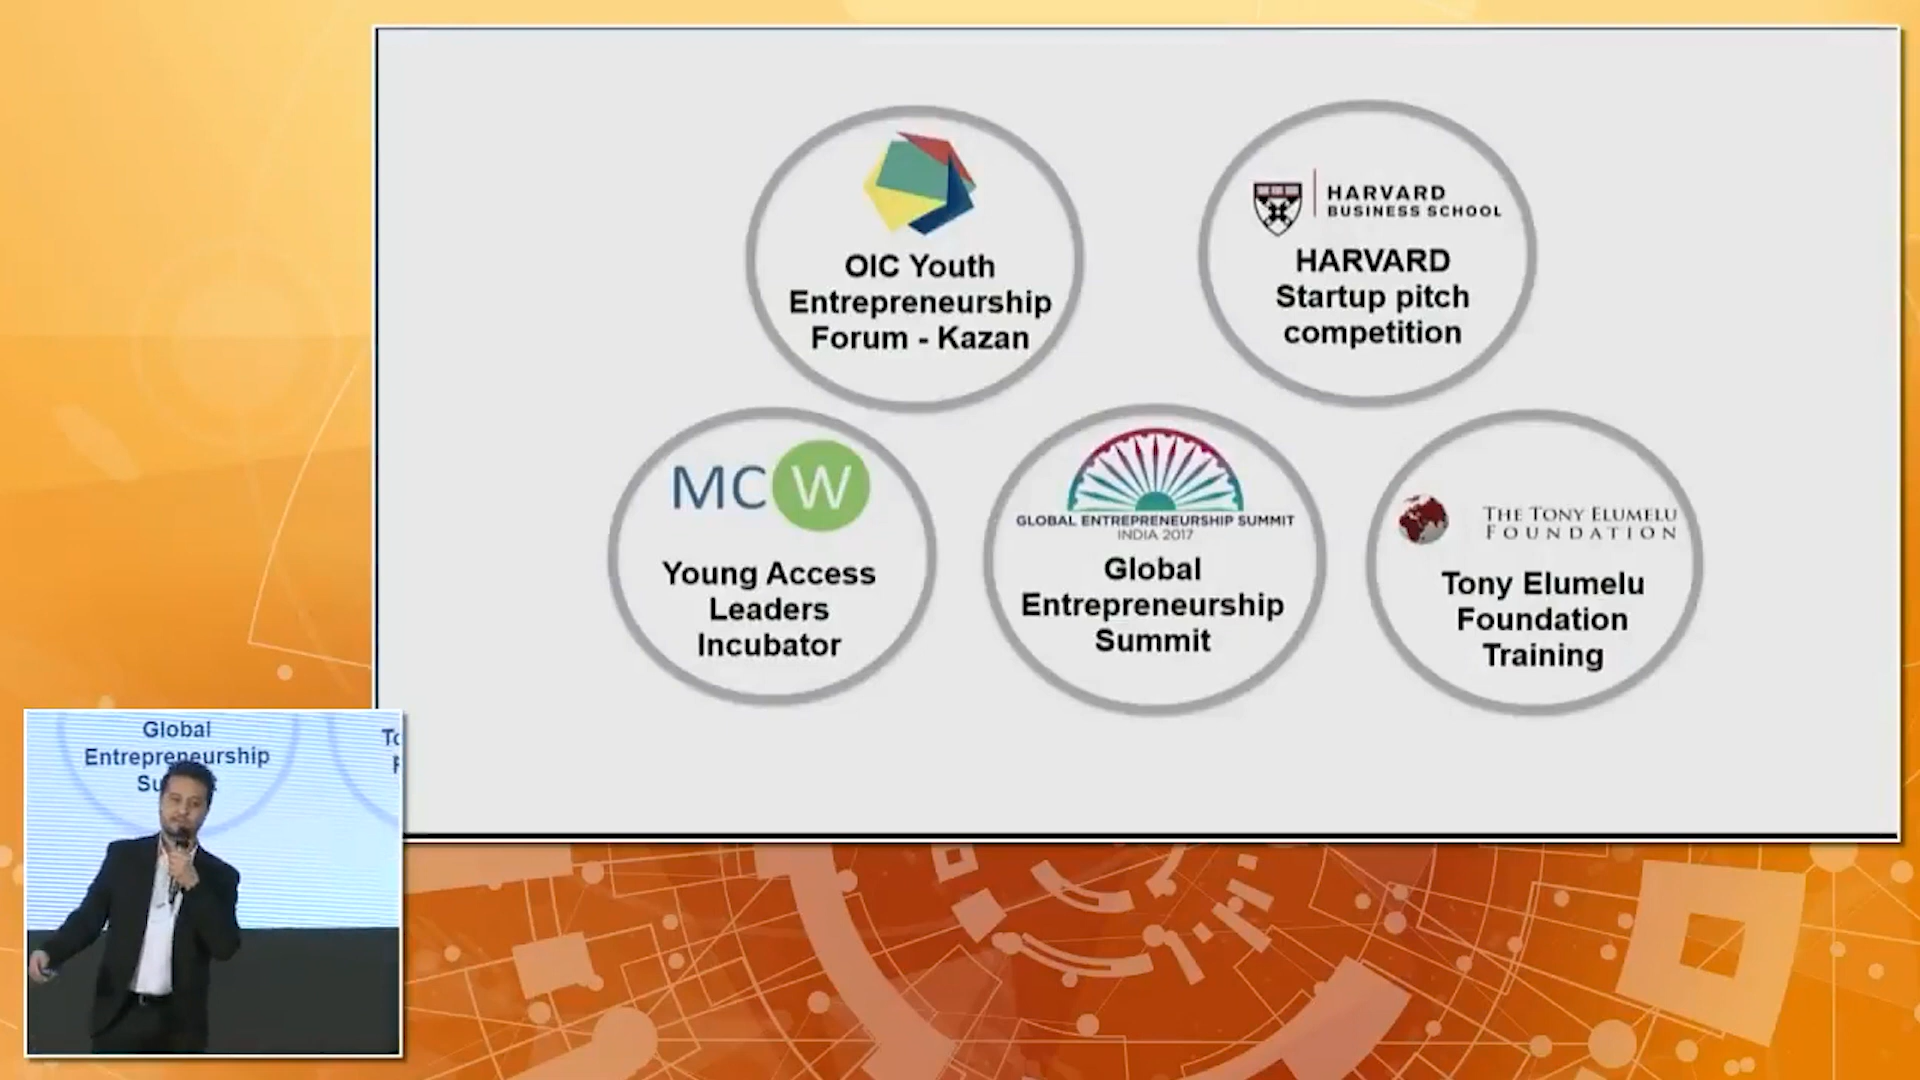 OIC Youth
Entrepreneurship
Forum - Kazan
HARVARD
BUSINESS SCHOOL
HARVARD
Startup pitch
competition
MCW
Young Access
Leaders
Incubator
GLOBAL ENTREPRENEURSHIP SUMMIT
INDIA 2017
Global
Entrepreneurship
Summit
THE TONY ELUMELU
FOUNDATION
Tony Elumelu
Foundation
Training
Global
Entrepreneurship